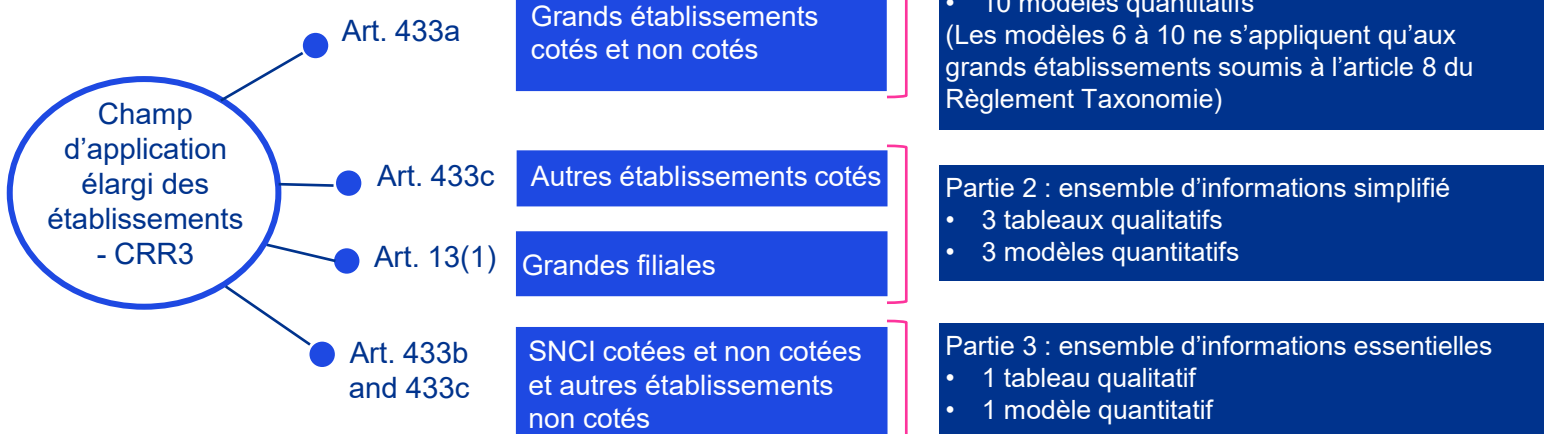 Champ
d'application
élargi des
établissements
- CRR3
Art. 433a
Grands établissements
cotés et non cotés
• 10 modèles quantitatifs
(Les modèles 6 à 10 ne s'appliquent qu'aux
grands établissements soumis à l'article 8 du
Règlement Taxonomie)
Art. 433c
Autres établissements cotés
Art. 13(1)
Grandes filiales
Partie 2 : ensemble d'informations simplifié
• 3 tableaux qualitatifs
• 3 modèles quantitatifs
Art. 433b
and 433c
SNCI cotées et non cotées
et autres établissements
non cotés
Partie 3 : ensemble d'informations essentielles
• 1 tableau qualitatif
• 1 modèle quantitatif